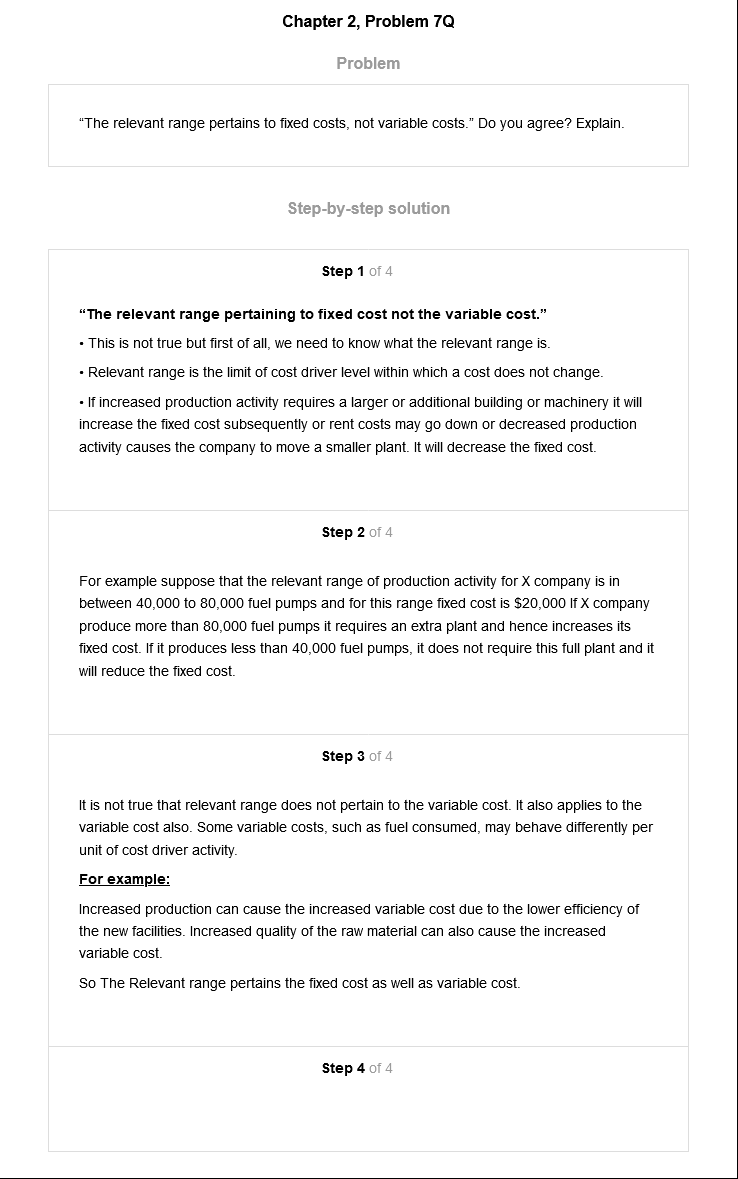 Chapter 2, Problem 7Q
Problem
“The relevant range pertains to fixed costs, not variable costs.” Do you agree? Explain.
Step-by-step solution
Step 1 of 4
“The relevant range pertaining to fixed cost not the variable cost.”
• This is not true but first of all, we need to know what the relevant range is.
• Relevant range is the limit of cost driver level within which a cost does not change.
• If increased production activity requires a larger or additional building or machinery it will
increase the fixed cost subsequently or rent costs may go down or decreased production
activity causes the company to move a smaller plant. It will decrease the fixed cost.
Step 2 of 4
For example suppose that the relevant range of production activity for X company is in
between 40,000 to 80,000 fuel pumps and for this range fixed cost is $20,000 If X company
produce more than 80,000 fuel pumps it requires an extra plant and hence increases its
fixed cost. If it produces less than 40,000 fuel pumps, it does not require this full plant and it
will reduce the fixed cost.
Step 3 of 4
It is not true that relevant range does not pertain to the variable cost. It also applies to the
variable cost also. Some variable costs, such as fuel consumed, may behave differently per
unit of cost driver activity.
For example:
Increased production can cause the increased variable cost due to the lower efficiency of
the new facilities. Increased quality of the raw material can also cause the increased
variable cost.
So The Relevant range pertains the fixed cost as well as variable cost.
Step 4 of 4